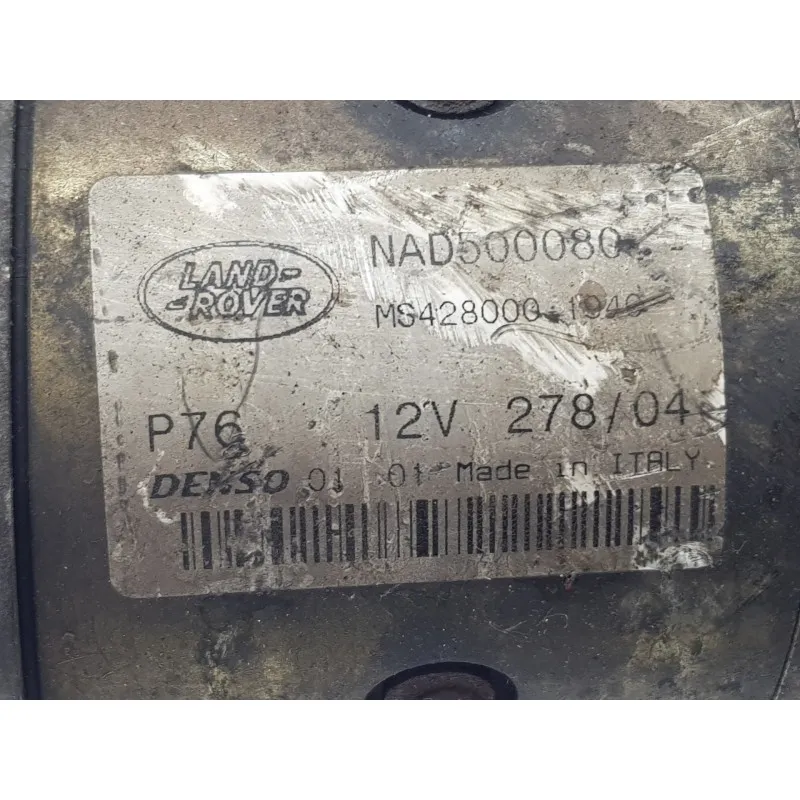 LAND-
-ROVER
NAD500080
MS428000-1940
P76 12V 278/04
DENSO 01 01 Made in ITALY